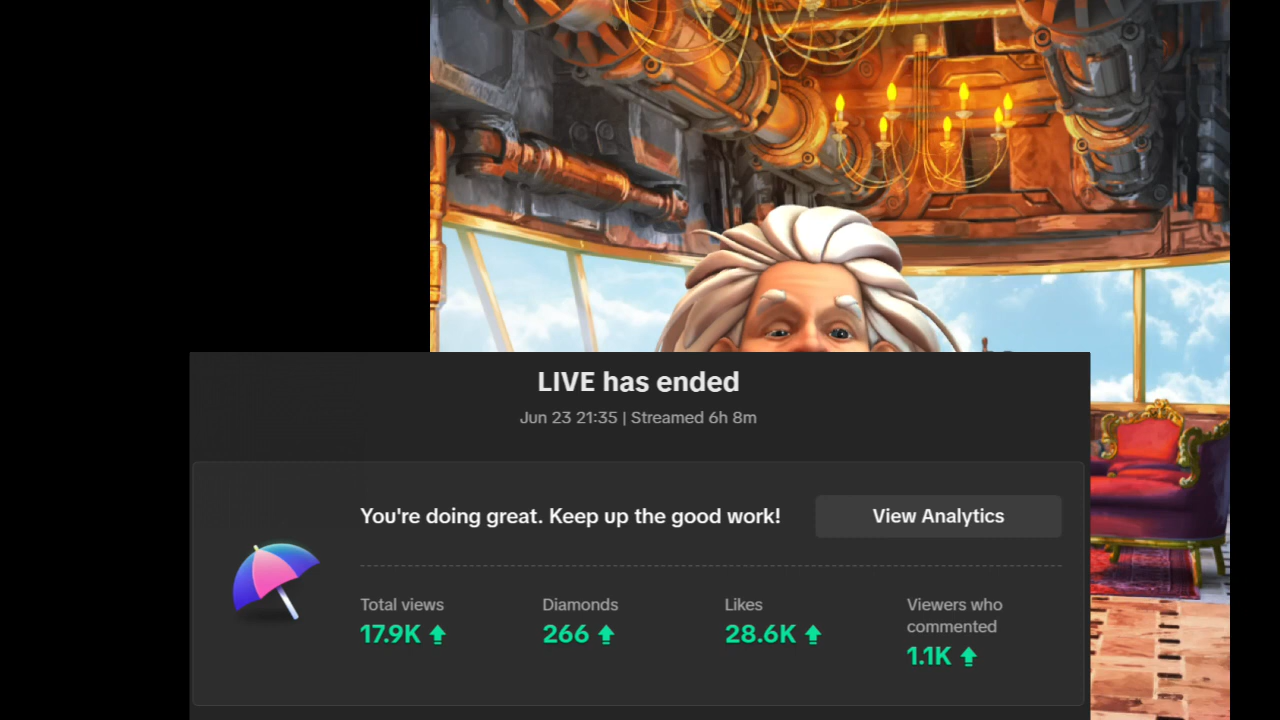 LIVE has ended
Jun 23 21:35 | Streamed 6h 8m
You're doing great. Keep up the good work!
View Analytics
Total views
17.9K
Diamonds
266
Likes
28.6K
Viewers who
commented
1.1K